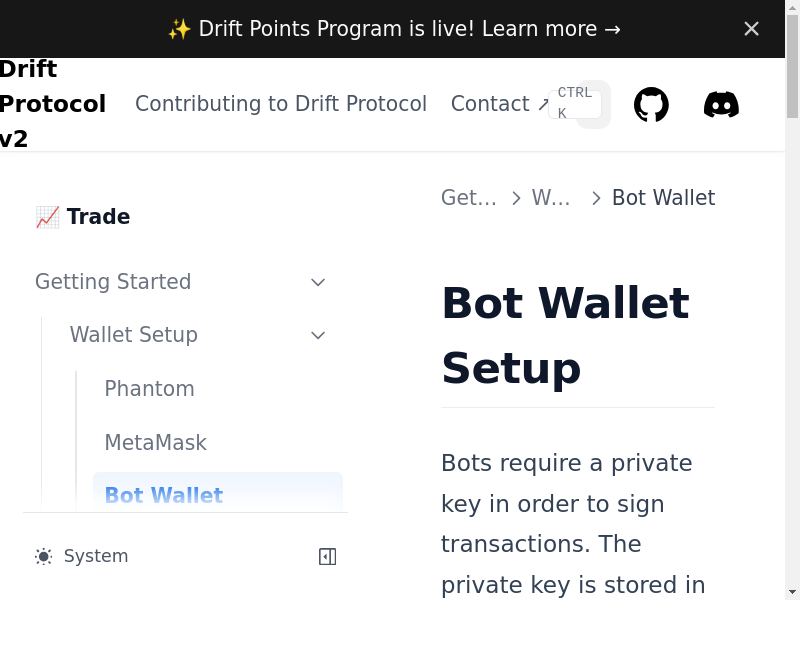 ✨ Drift Points Program is live! Learn more →
Drift
Protocol
v2
Contributing to Drift Protocol
Contact ↗
CTRL
K
📈 Trade
Getting Started
Wallet Setup
Phantom
MetaMask
Bot Wallet
System
Get… > W… > Bot Wallet
Bot Wallet
Setup
Bots require a private
key in order to sign
transactions. The
private key is stored in